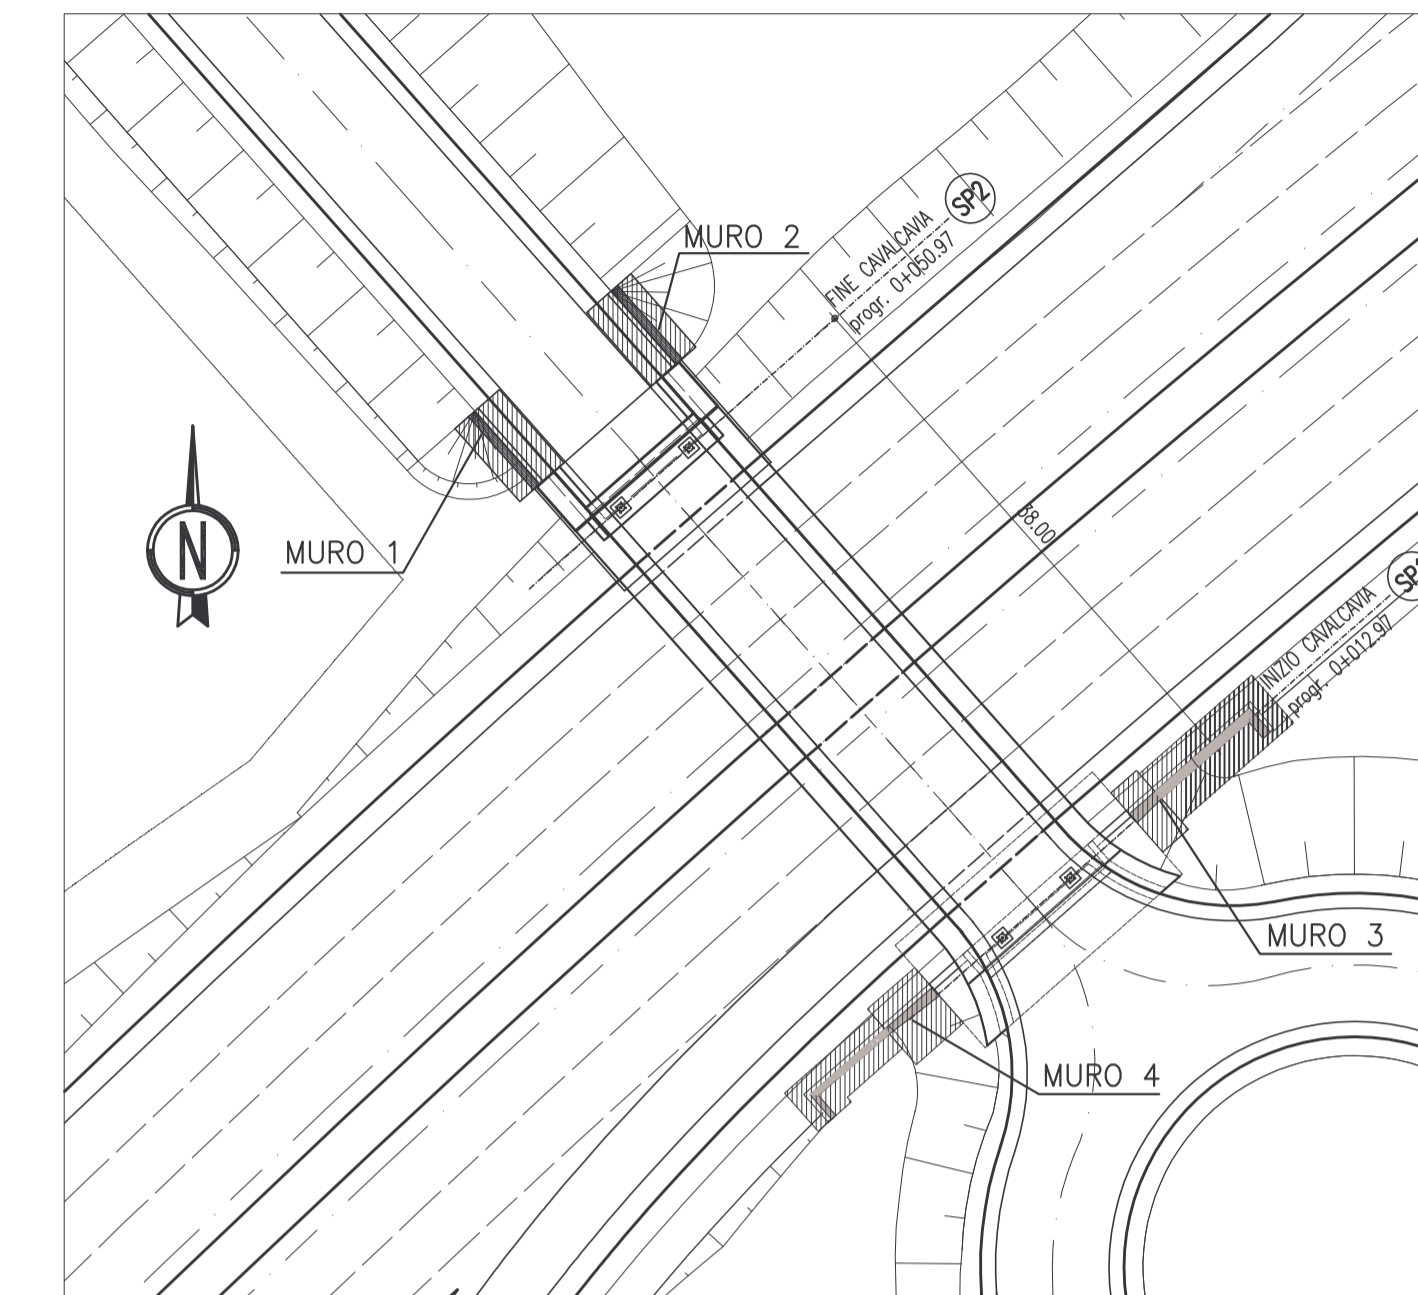 SP2
MURO 2
FINE CAVALCAVIA
progr. 0+050.97
38.00
N
MURO 1
INIZIO CAVALCAVIA
progr. 0+012.97
MURO 3
MURO 4